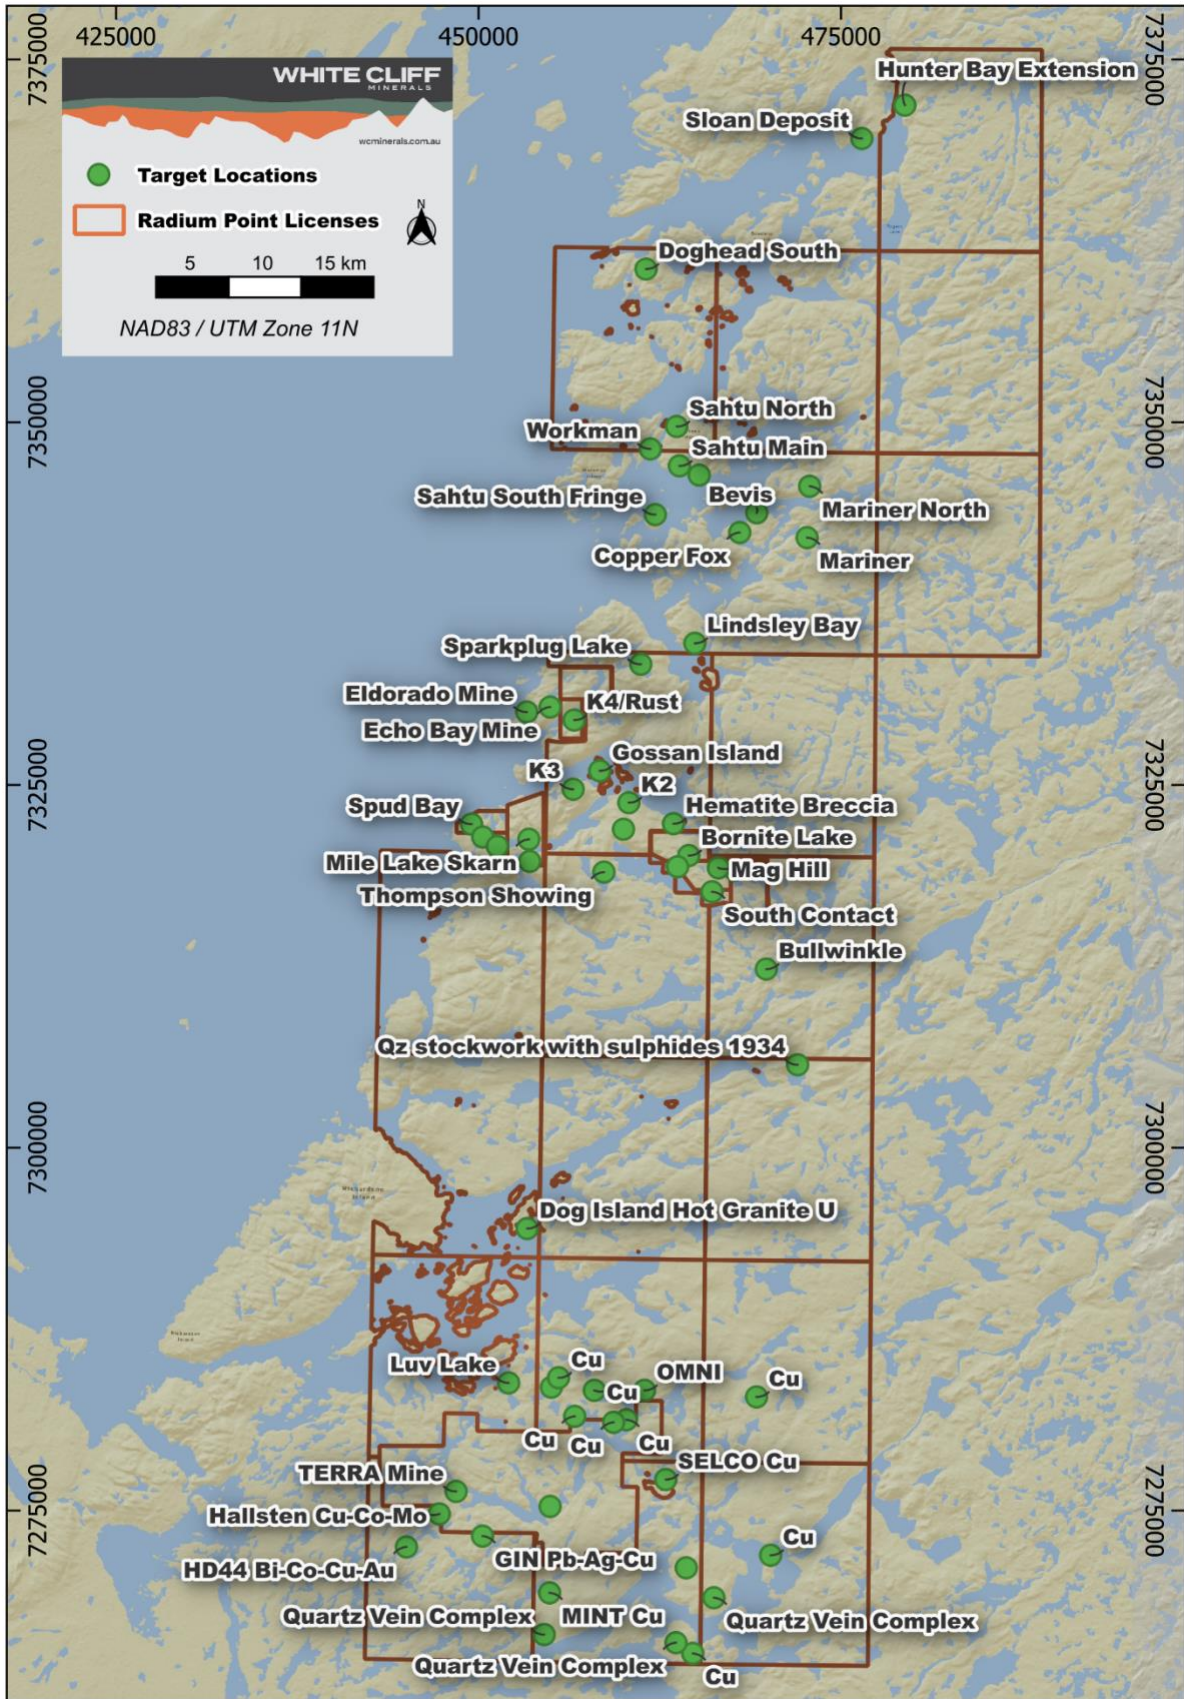 425000
450000
475000
7375000
7375000
WHITE CLIFF
MINERALS
wcminerals.com.au
Target Locations
Radium Point Licenses
N
5 10 15 km
NAD83 / UTM Zone 11N
Hunter Bay Extension
Sloan Deposit
Doghead South
7350000
7350000
Sahtu North
Workman
Sahtu Main
Sahtu South Fringe
Bevis
Mariner North
Copper Fox
Mariner
Lindsley Bay
Sparkplug Lake
Eldorado Mine
K4/Rust
Echo Bay Mine
Gossan Island
7325000
7325000
K3
K2
Spud Bay
Hematite Breccia
Bornite Lake
Mile Lake Skarn
Mag Hill
Thompson Showing
South Contact
Bullwinkle
Qz stockwork with sulphides 1934
7300000
7300000
Dog Island Hot Granite U
Luv Lake
Cu
OMNI
Cu
Cu
Cu
Cu
Cu
SELCO Cu
TERRA Mine
7275000
7275000
Hallsten Cu-Co-Mo
Cu
GIN Pb-Ag-Cu
HD44 Bi-Co-Cu-Au
Quartz Vein Complex
MINT Cu
Quartz Vein Complex
Quartz Vein Complex
Cu